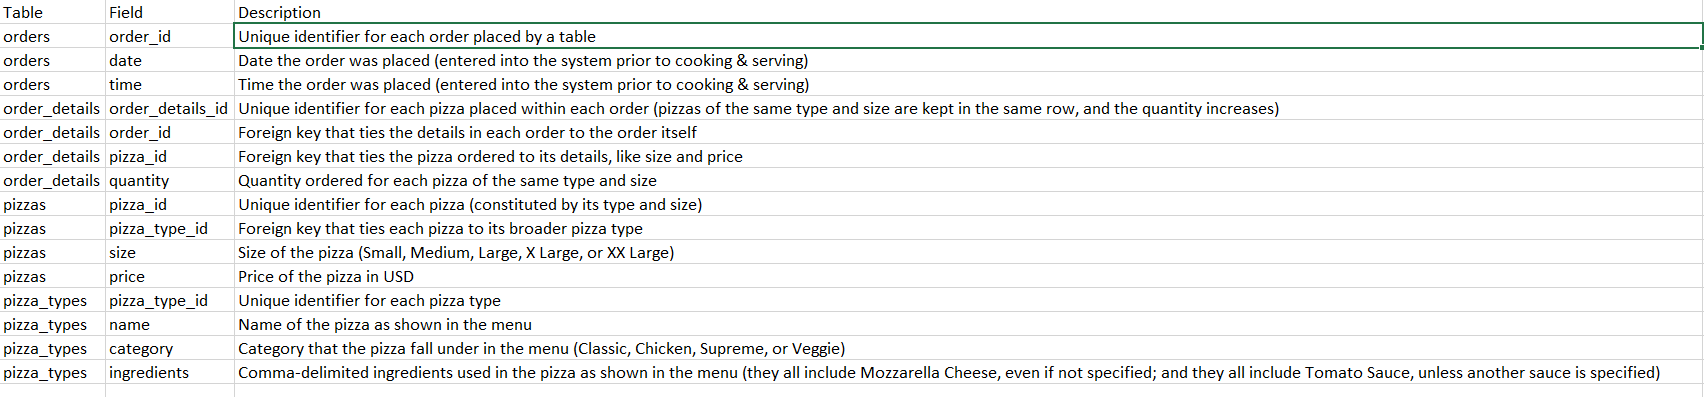 Table Field Description
orders order_id Unique identifier for each order placed by a table
orders date Date the order was placed (entered into the system prior to cooking & serving)
orders time Time the order was placed (entered into the system prior to cooking & serving)
order_details order_details_id Unique identifier for each pizza placed within each order (pizzas of the same type and size are kept in the same row, and the quantity increases)
order_details order_id Foreign key that ties the details in each order to the order itself
order_details pizza_id Foreign key that ties the pizza ordered to its details, like size and price
order_details quantity Quantity ordered for each pizza of the same type and size
pizzas pizza_id Unique identifier for each pizza (constituted by its type and size)
pizzas pizza_type_id Foreign key that ties each pizza to its broader pizza type
pizzas size Size of the pizza (Small, Medium, Large, X Large, or XX Large)
pizzas price Price of the pizza in USD
pizza_types pizza_type_id Unique identifier for each pizza type
pizza_types name Name of the pizza as shown in the menu
pizza_types category Category that the pizza fall under in the menu (Classic, Chicken, Supreme, or Veggie)
pizza_types ingredients Comma-delimited ingredients used in the pizza as shown in the menu (they all include Mozzarella Cheese, even if not specified; and they all include Tomato Sauce, unless another sauce is specified)